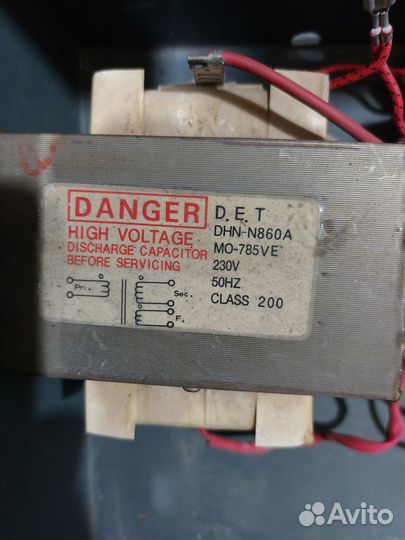 DANGER
HIGH VOLTAGE
DISCHARGE CAPACITOR
BEFORE SERVICING
D.E.T
DHN-N860A
MO-785VE
230V
50HZ
CLASS 200
Pri.
Sec.
F.
Avito